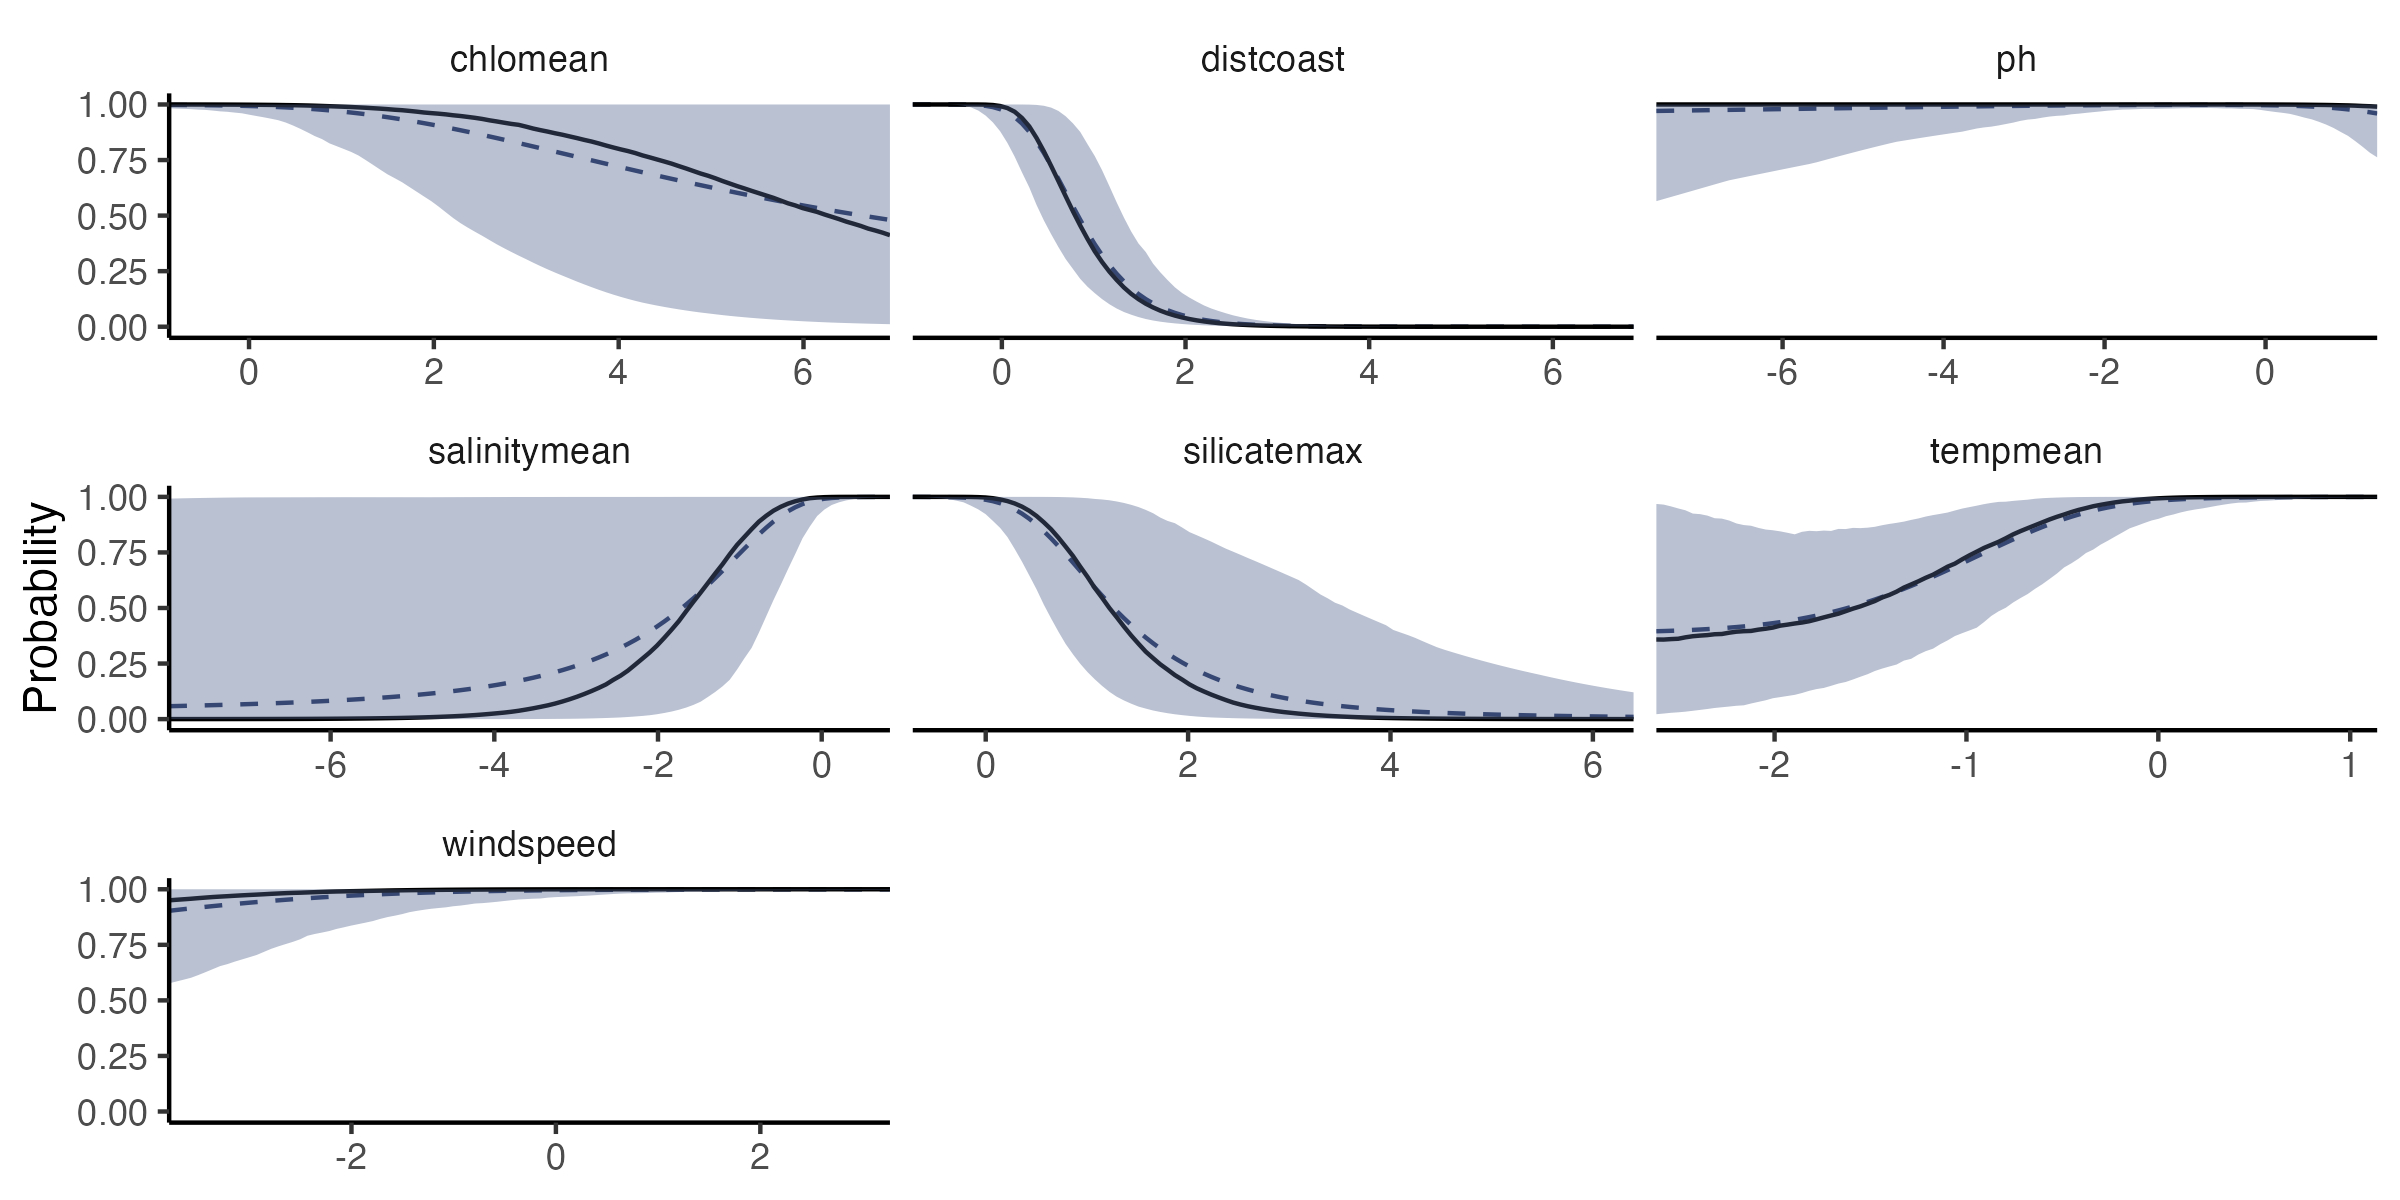 chlomean distcoast ph
1.00
0.75
0.50
0.25
0.00
0 2 4 6 0 2 4 6 -6 -4 -2 0
salinitymean silicatemax tempmean
Probability
1.00
0.75
0.50
0.25
0.00
-6 -4 -2 0 0 2 4 6 -2 -1 0 1
windspeed
1.00
0.75
0.50
0.25
0.00
-2 0 2